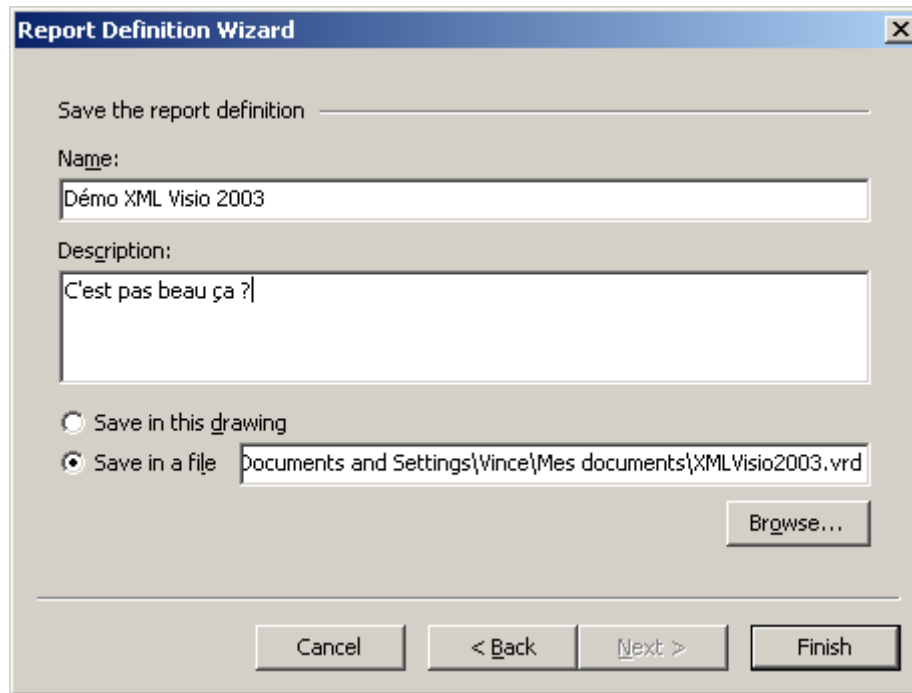 Report Definition Wizard
Save the report definition
Name:
Démo XML Visio 2003
Description:
C'est pas beau ça ?
Save in this drawing
Save in a file Documents and Settings\Vince\Mes documents\XMLVisio2003.vrd
Browse...
Cancel < Back Next > Finish